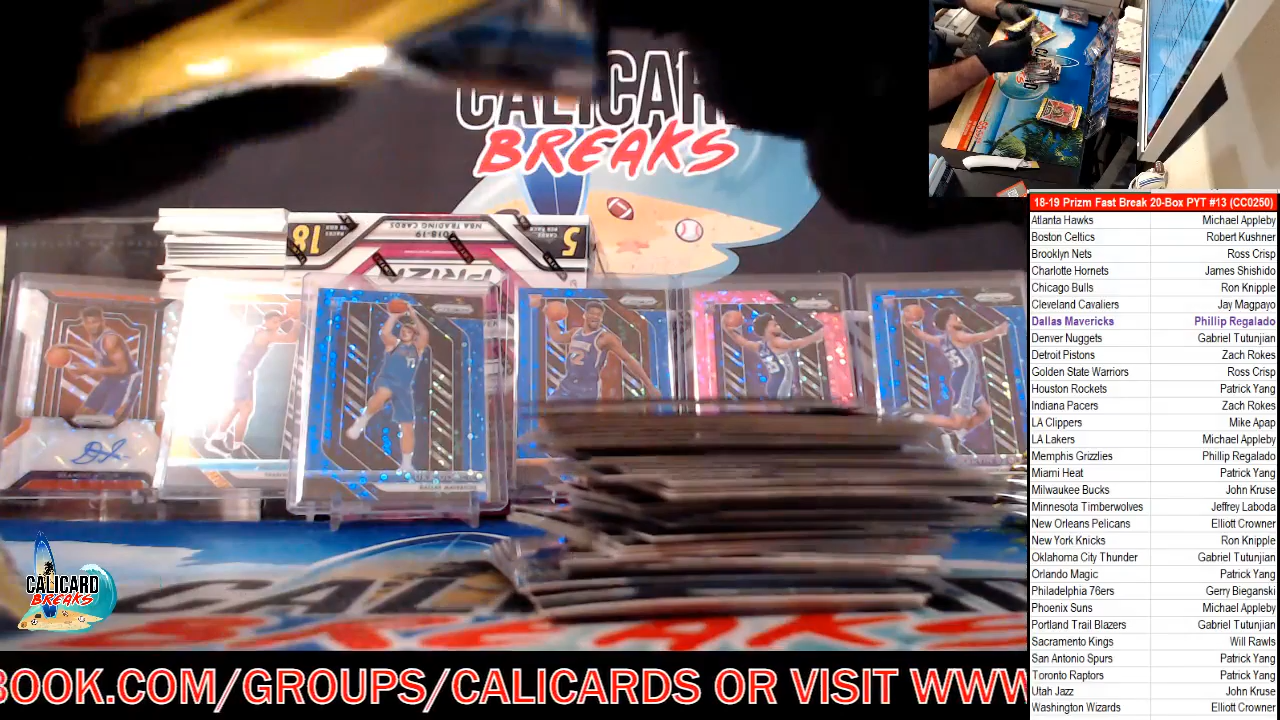 CALICARD
BREAKS
18
2018-19
NBA TRADING CARDS
5
PRIZM
77
CALICARD
BREAKS
BOOK.COM/GROUPS/CALICARDS OR VISIT WWW
18-19 Prizm Fast Break 20-Box PYT #13 (CC0250)
Atlanta Hawks Michael Appleby
Boston Celtics Robert Kushner
Brooklyn Nets Ross Crisp
Charlotte Hornets James Shishido
Chicago Bulls Ron Knipple
Cleveland Cavaliers Jay Magpayo
Dallas Mavericks Phillip Regalado
Denver Nuggets Gabriel Tutunjian
Detroit Pistons Zach Rokes
Golden State Warriors Ross Crisp
Houston Rockets Patrick Yang
Indiana Pacers Zach Rokes
LA Clippers Mike Apap
LA Lakers Michael Appleby
Memphis Grizzlies Phillip Regalado
Miami Heat Patrick Yang
Milwaukee Bucks John Kruse
Minnesota Timberwolves Jeffrey Laboda
New Orleans Pelicans Elliott Crowner
New York Knicks Ron Knipple
Oklahoma City Thunder Gabriel Tutunjian
Orlando Magic Patrick Yang
Philadelphia 76ers Gerry Bieganski
Phoenix Suns Michael Appleby
Portland Trail Blazers Gabriel Tutunjian
Sacramento Kings Will Rawls
San Antonio Spurs Patrick Yang
Toronto Raptors Patrick Yang
Utah Jazz John Kruse
Washington Wizards Elliott Crowner